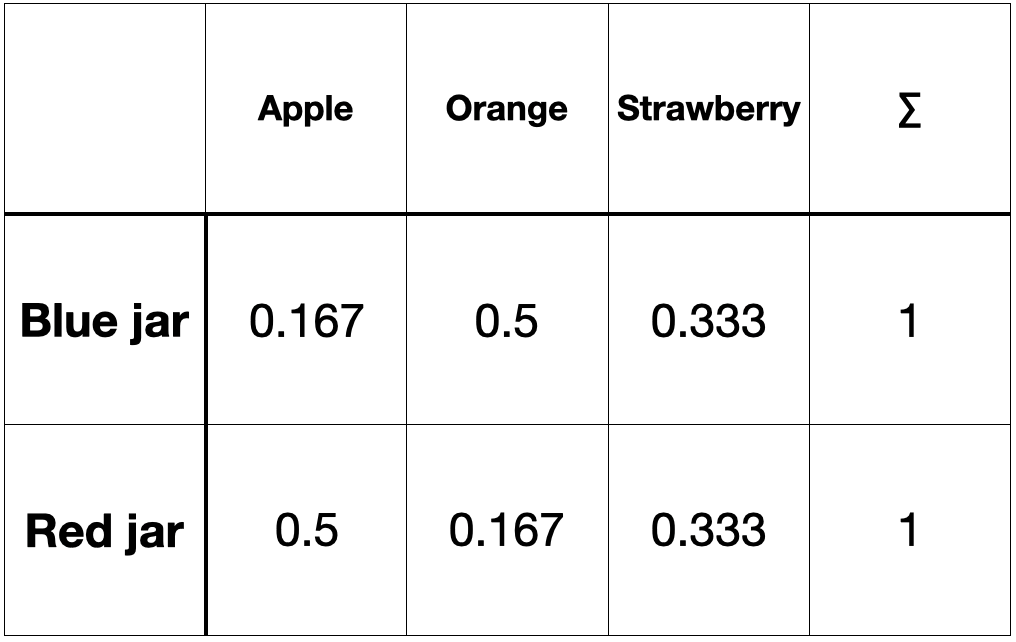 Apple Orange Strawberry Σ
Blue jar 0.167 0.5 0.333 1
Red jar 0.5 0.167 0.333 1